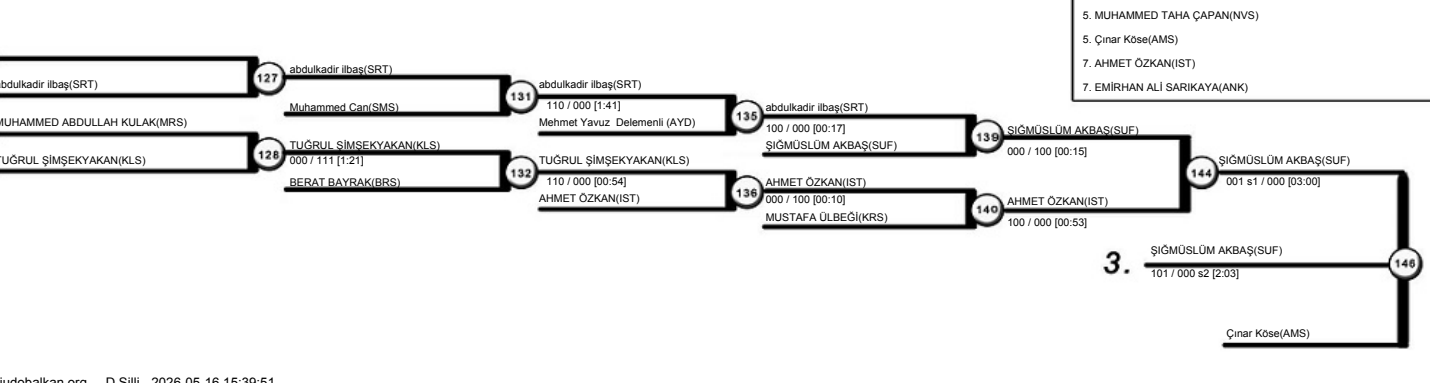 5. MUHAMMED TAHA ÇAPAN(NVS)
5. Çınar Köse(AMS)
7. AHMET ÖZKAN(IST)
7. EMİRHAN ALİ SARIKAYA(ANK)
abdulkadir ilbaş(SRT)
MUHAMMED ABDULLAH KULAK(MRS)
TUĞRUL ŞİMŞEKYAKAN(KLS)
127
128
abdulkadir ilbaş(SRT)
Muhammed Can(SMS)
TUĞRUL ŞİMŞEKYAKAN(KLS)
000 / 111 [1:21]
BERAT BAYRAK(BRS)
131
132
abdulkadir ilbaş(SRT)
110 / 000 [1:41]
Mehmet Yavuz Delemenli (AYD)
TUĞRUL ŞİMŞEKYAKAN(KLS)
110 / 000 [00:54]
AHMET ÖZKAN(IST)
135
136
abdulkadir ilbaş(SRT)
100 / 000 [00:17]
ŞIĞMÜSLÜM AKBAŞ(SUF)
AHMET ÖZKAN(IST)
000 / 100 [00:10]
MUSTAFA ÜLBEĞİ(KRS)
139
140
ŞIĞMÜSLÜM AKBAŞ(SUF)
000 / 100 [00:15]
AHMET ÖZKAN(IST)
100 / 000 [00:53]
144
ŞIĞMÜSLÜM AKBAŞ(SUF)
001 s1 / 000 [03:00]
3.
ŞIĞMÜSLÜM AKBAŞ(SUF)
101 / 000 s2 [2:03]
146
Çınar Köse(AMS)
judobalkan.org D.Silli 2026-05-16 15:39:51